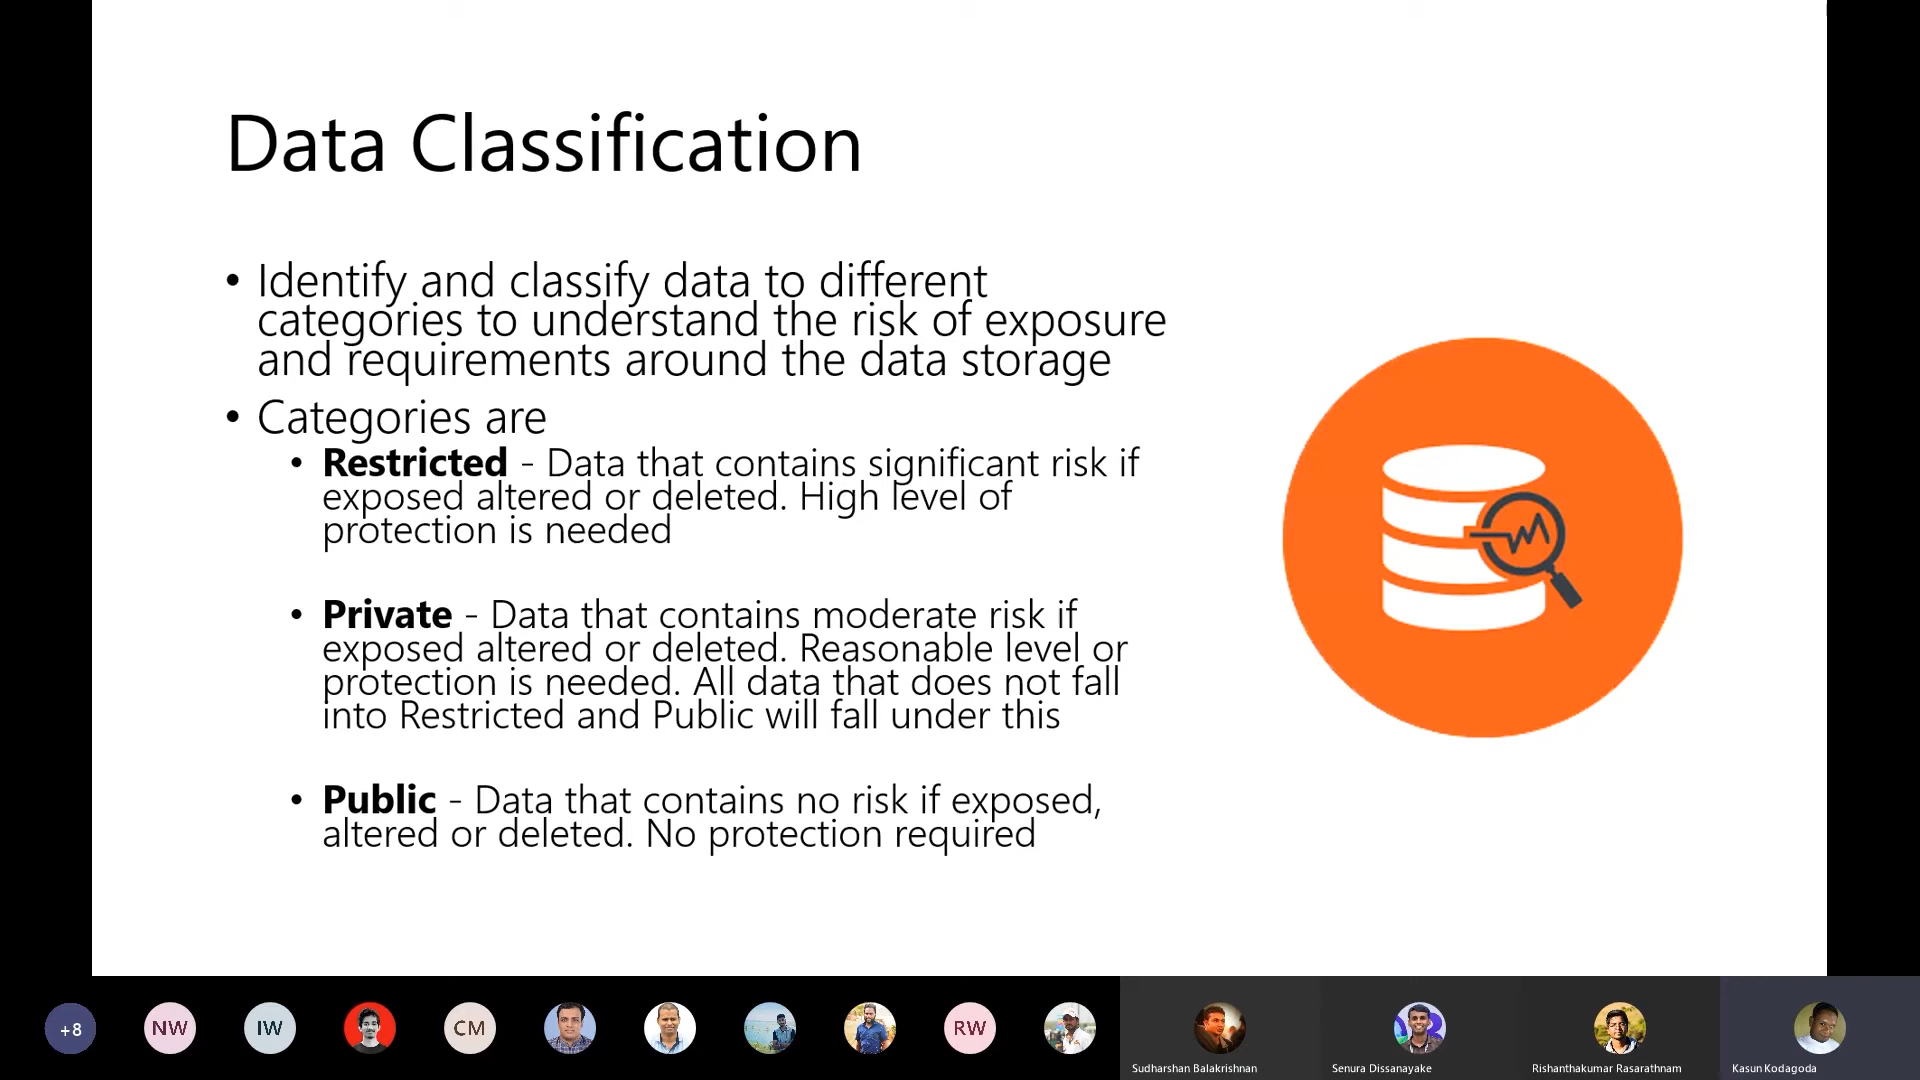 Data Classification
• Identify and classify data to different
categories to understand the risk of exposure
and requirements around the data storage
• Categories are
• Restricted - Data that contains significant risk if
exposed altered or deleted. High level of
protection is needed
• Private - Data that contains moderate risk if
exposed altered or deleted. Reasonable level or
protection is needed. All data that does not fall
into Restricted and Public will fall under this
• Public - Data that contains no risk if exposed,
altered or deleted. No protection required
+8 NW IW CM RW
Sudharshan Balakrishnan Senura Dissanayake Rishanthakumar Rasarathnam Kasun Kodagoda